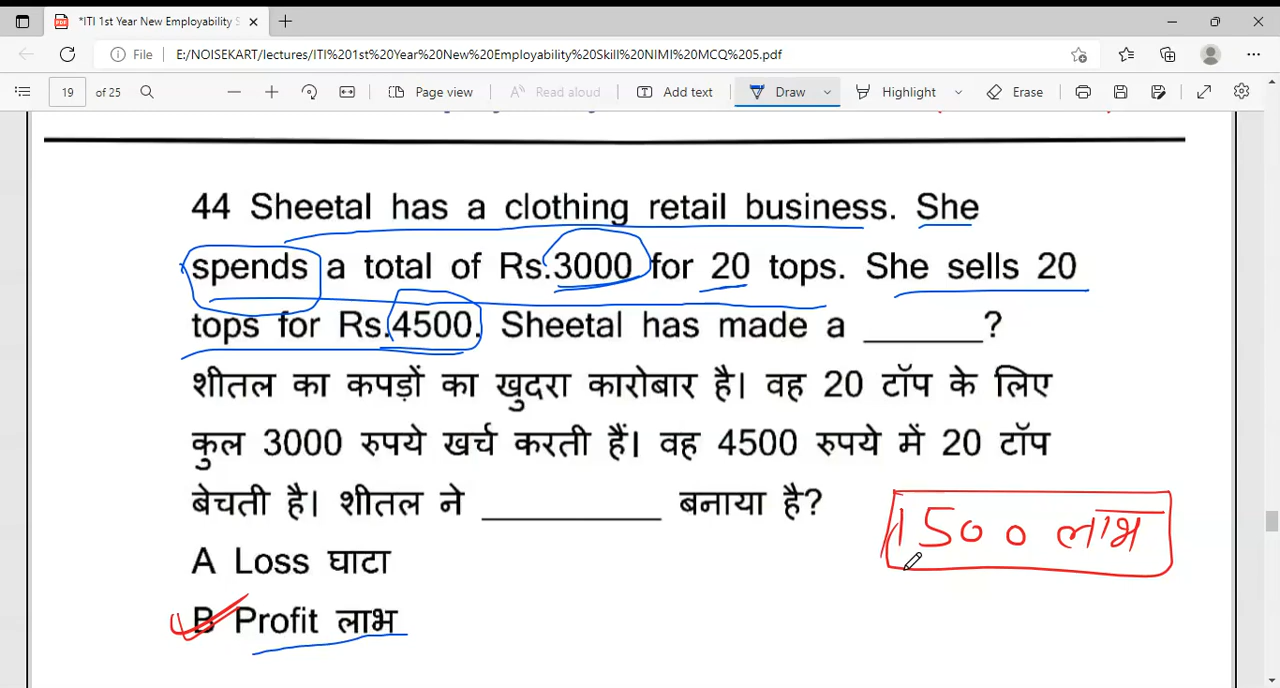 *ITI 1st Year New Employability S
File E:/NOISEKART/lectures/ITI%201st%20Year%20New%20Employability%20Skill%20NIMI%20MCQ%205.pdf
19 of 25 Page view Read aloud Add text Draw Highlight Erase
44 Sheetal has a clothing retail business. She
spends a total of Rs.3000 for 20 tops. She sells 20
tops for Rs.4500. Sheetal has made a _______?
शीतल का कपड़ों का खुदरा कारोबार है। वह 20 टॉप के लिए
कुल 3000 रुपये खर्च करती हैं। वह 4500 रुपये में 20 टॉप
बेचती है। शीतल ने __________ बनाया है?
1500 लाभ
A Loss घाटा
B Profit लाभ